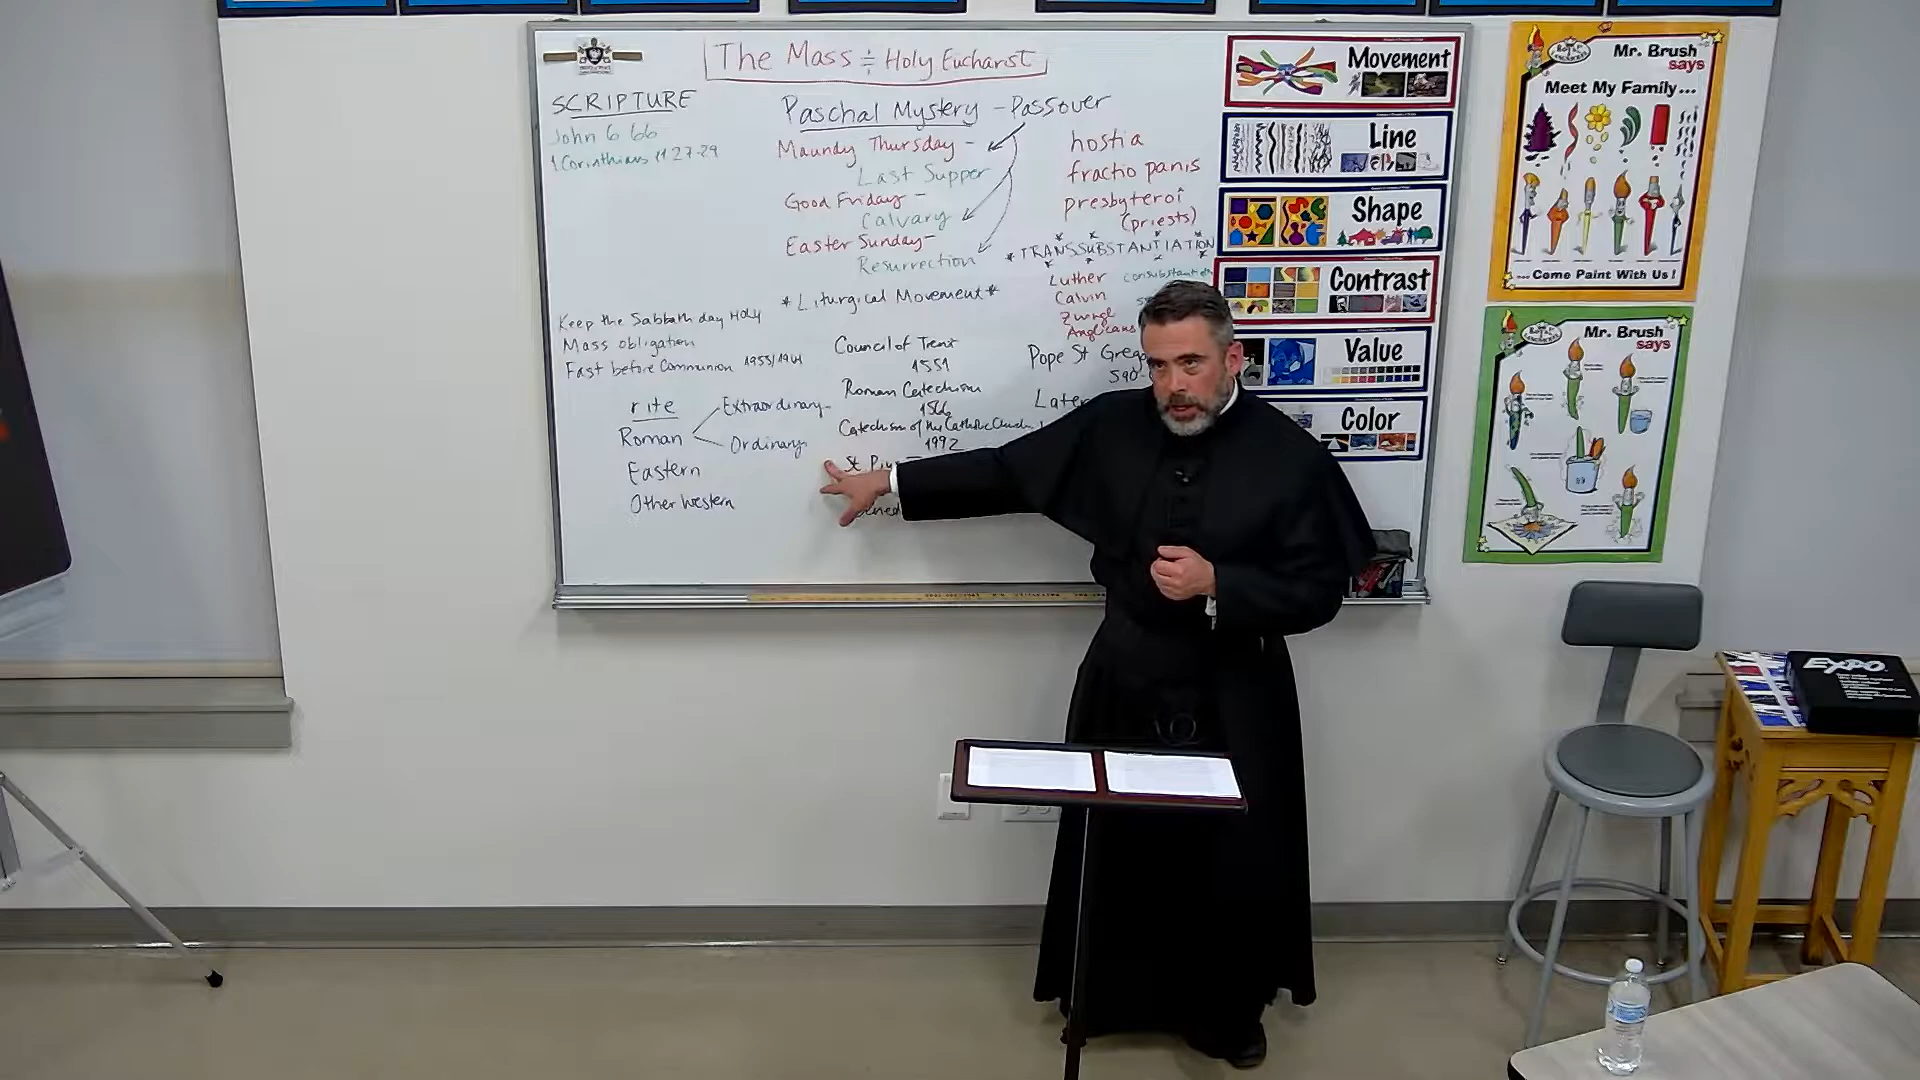 The Mass ÷ Holy Eucharist
SCRIPTURE
John 6 66
1 Corinthians 11 27-29
Paschal Mystery - Passover
Maundy Thursday -
Last Supper
Good Friday -
Calvary
Easter Sunday -
Resurrection
* Liturgical Movement *
hostia
fractio panis
presbyteroi
(priests)
* TRANSSUBSTANTIATION
Luther
Calvin
Zwingli
Anglicans
Keep the Sabbath day Holy
Mass obligation
Fast before Communion 1953/1964
rite
Roman
Extraordinary
Ordinary
Eastern
Other Western
Council of Trent
1551
Roman Catechism
1566
Catechism of the Catholic Church
1992
St
Pope St
590-
Movement
Line
Shape
Contrast
Value
Color
Mr. Brush
says
Meet My Family...
...Come Paint With Us!
Mr. Brush
says
EXPO